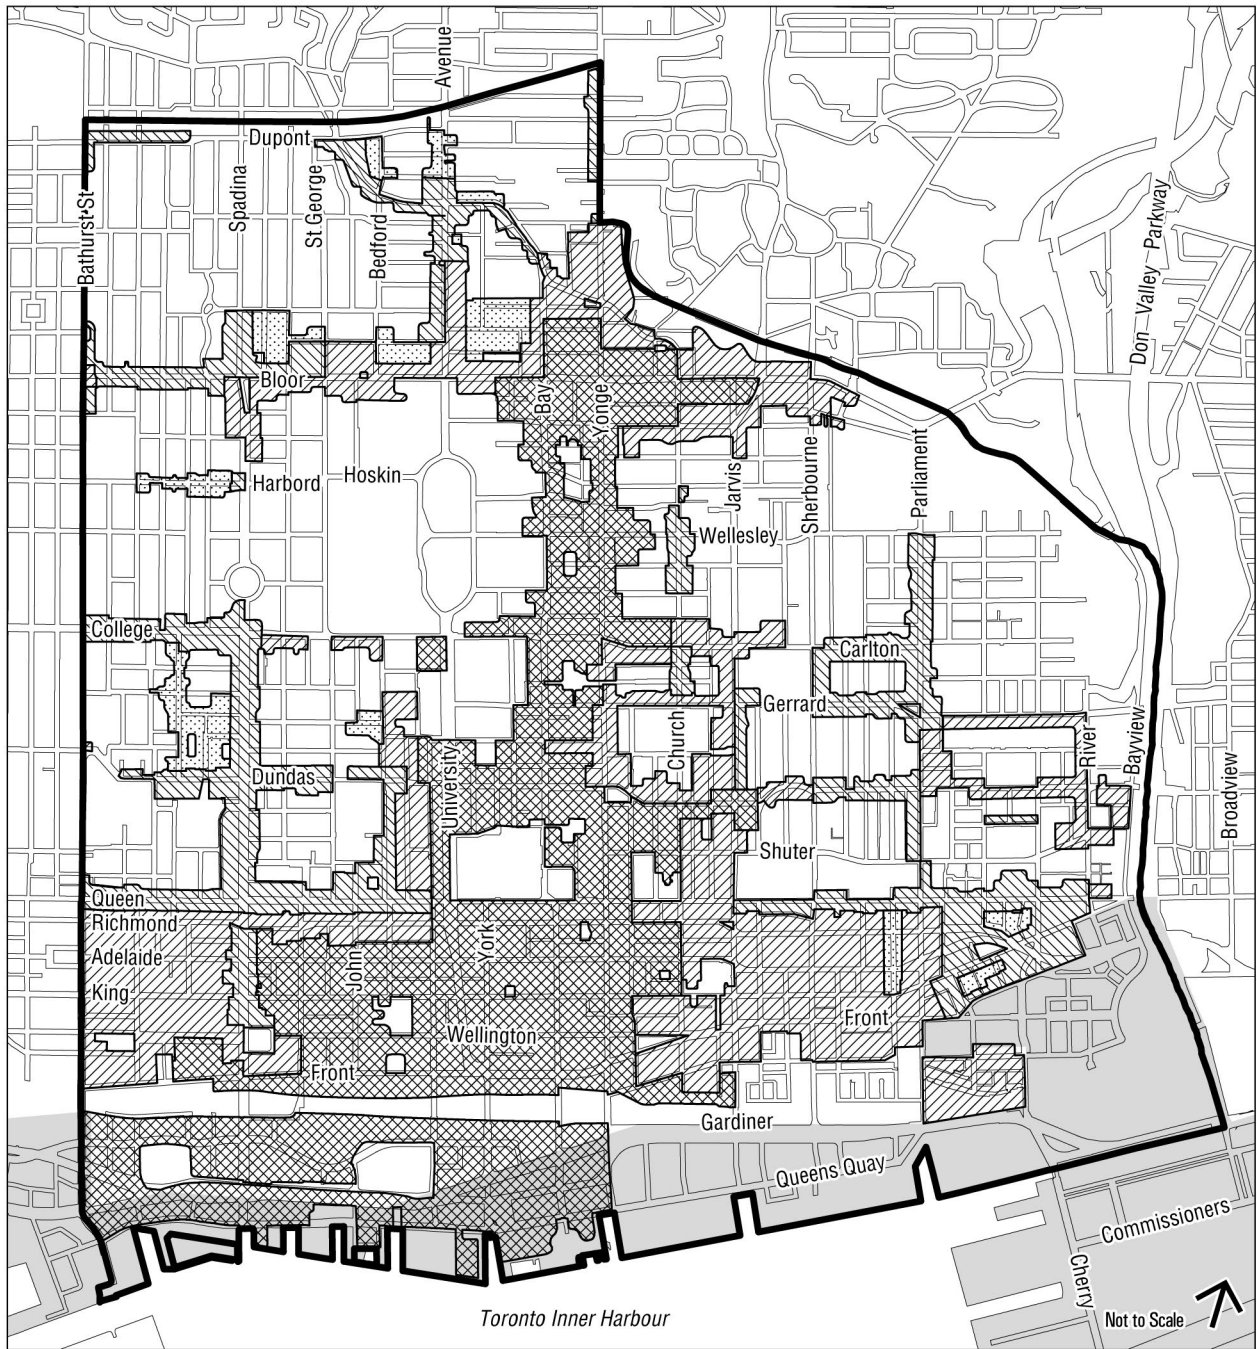 Avenue
Dupont
Spadina
St.George
Bedford
Bathurst St
Don Valley Parkway
Bloor
Bay
Yonge
Harbord
Hoskin
Jarvis
Sherbourne
Parliament
Wellesley
College
Carlton
Gerrard
Church
University
Dundas
River
Bayview
Broadview
Shuter
Queen
Richmond
Adelaide
King
John
York
Wellington
Front
Front
Gardiner
Queens Quay
Commissioners
Cherry
Toronto Inner Harbour
Not to Scale